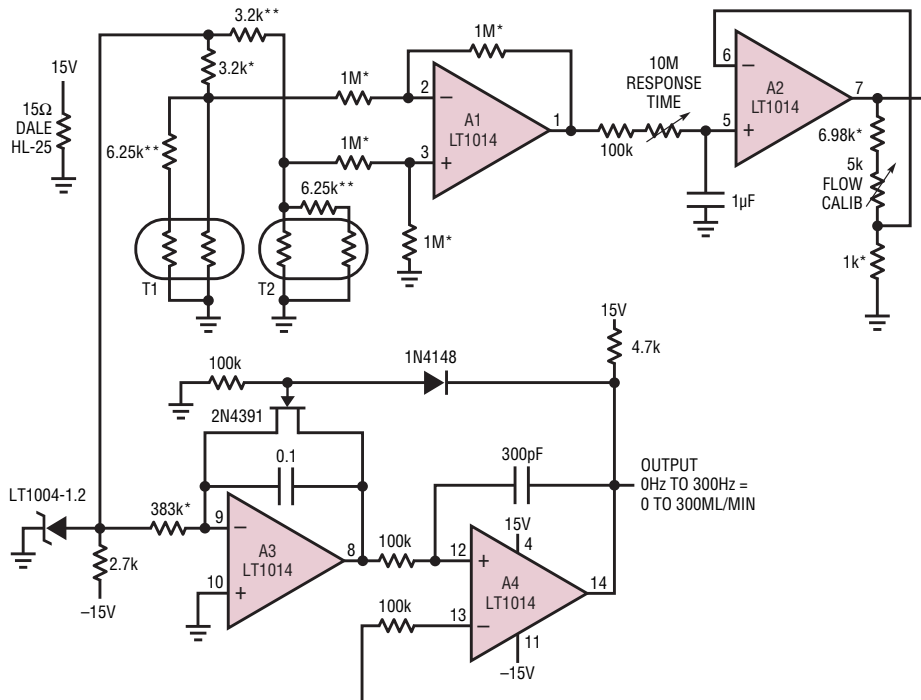 3.2k**
3.2k*
15V
15Ω
DALE
HL-25
6.25k**
T1
6.25k**
T2
1M*
1M*
1M*
1M*
2
3
1
A1
LT1014
100k
10M
RESPONSE
TIME
1µF
6
5
7
A2
LT1014
6.98k*
5k
FLOW
CALIB
1k*
15V
4.7k
100k
1N4148
2N4391
0.1
300pF
OUTPUT
0Hz TO 300Hz =
0 TO 300ML/MIN
LT1004-1.2
383k*
2.7k
–15V
9
10
8
A3
LT1014
100k
100k
12
13
14
15V
4
A4
LT1014
11
–15V